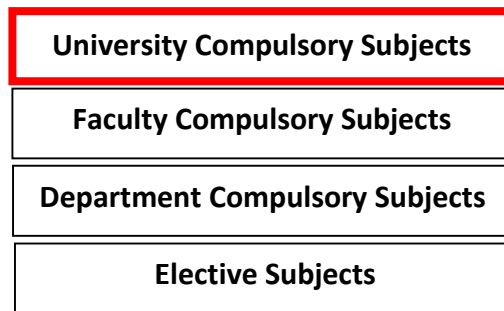 University Compulsory Subjects
Faculty Compulsory Subjects
Department Compulsory Subjects
Elective Subjects